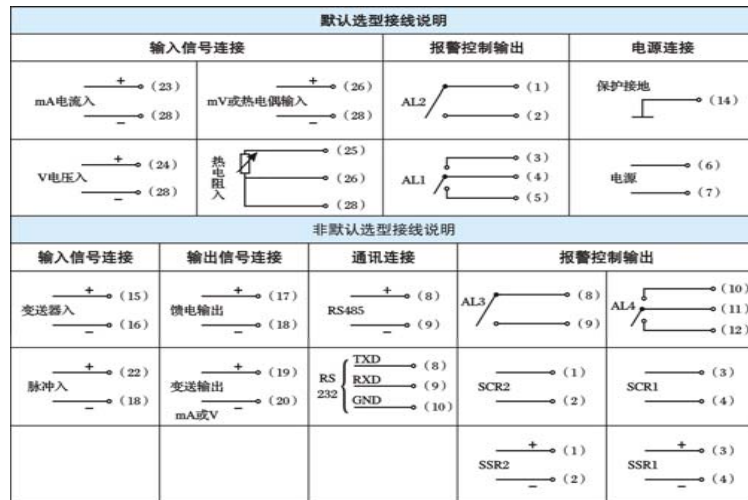 默认选型接线说明
输入信号连接 报警控制输出 电源连接
mA电流入 + (23) − (28)
mV或热电偶输入 + (26) − (28)
AL2 (1) (2)
保护接地 (14)
V电压入 + (24) − (28)
热电阻入 (25) (26) (28)
AL1 (3) (4) (5)
电源 (6) (7)
非默认选型接线说明
输入信号连接 输出信号连接 通讯连接 报警控制输出
变送器入 + (15) − (16)
馈电输出 + (17) − (18)
RS485 + (8) − (9)
AL3 (8) (9)
AL4 (10) (11) (12)
脉冲入 + (22) − (18)
变送输出 mA或V + (19) − (20)
RS 232 TXD (8) RXD (9) GND (10)
SCR2 (1) (2)
SCR1 (3) (4)
SSR2 + (1) − (2)
SSR1 + (3) − (4)